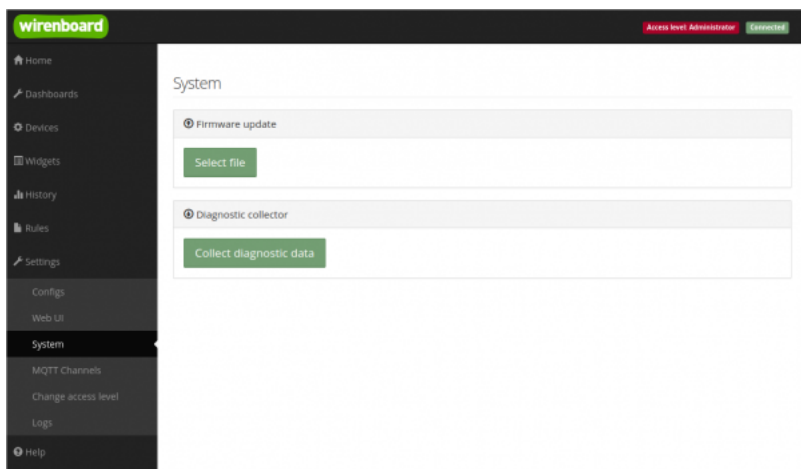 wirenboard
Access level: Administrator
Connected
Home
Dashboards
Devices
Widgets
History
Rules
Settings
Configs
Web UI
System
MQTT Channels
Change access level
Logs
Help
System
Firmware update
Select file
Diagnostic collector
Collect diagnostic data